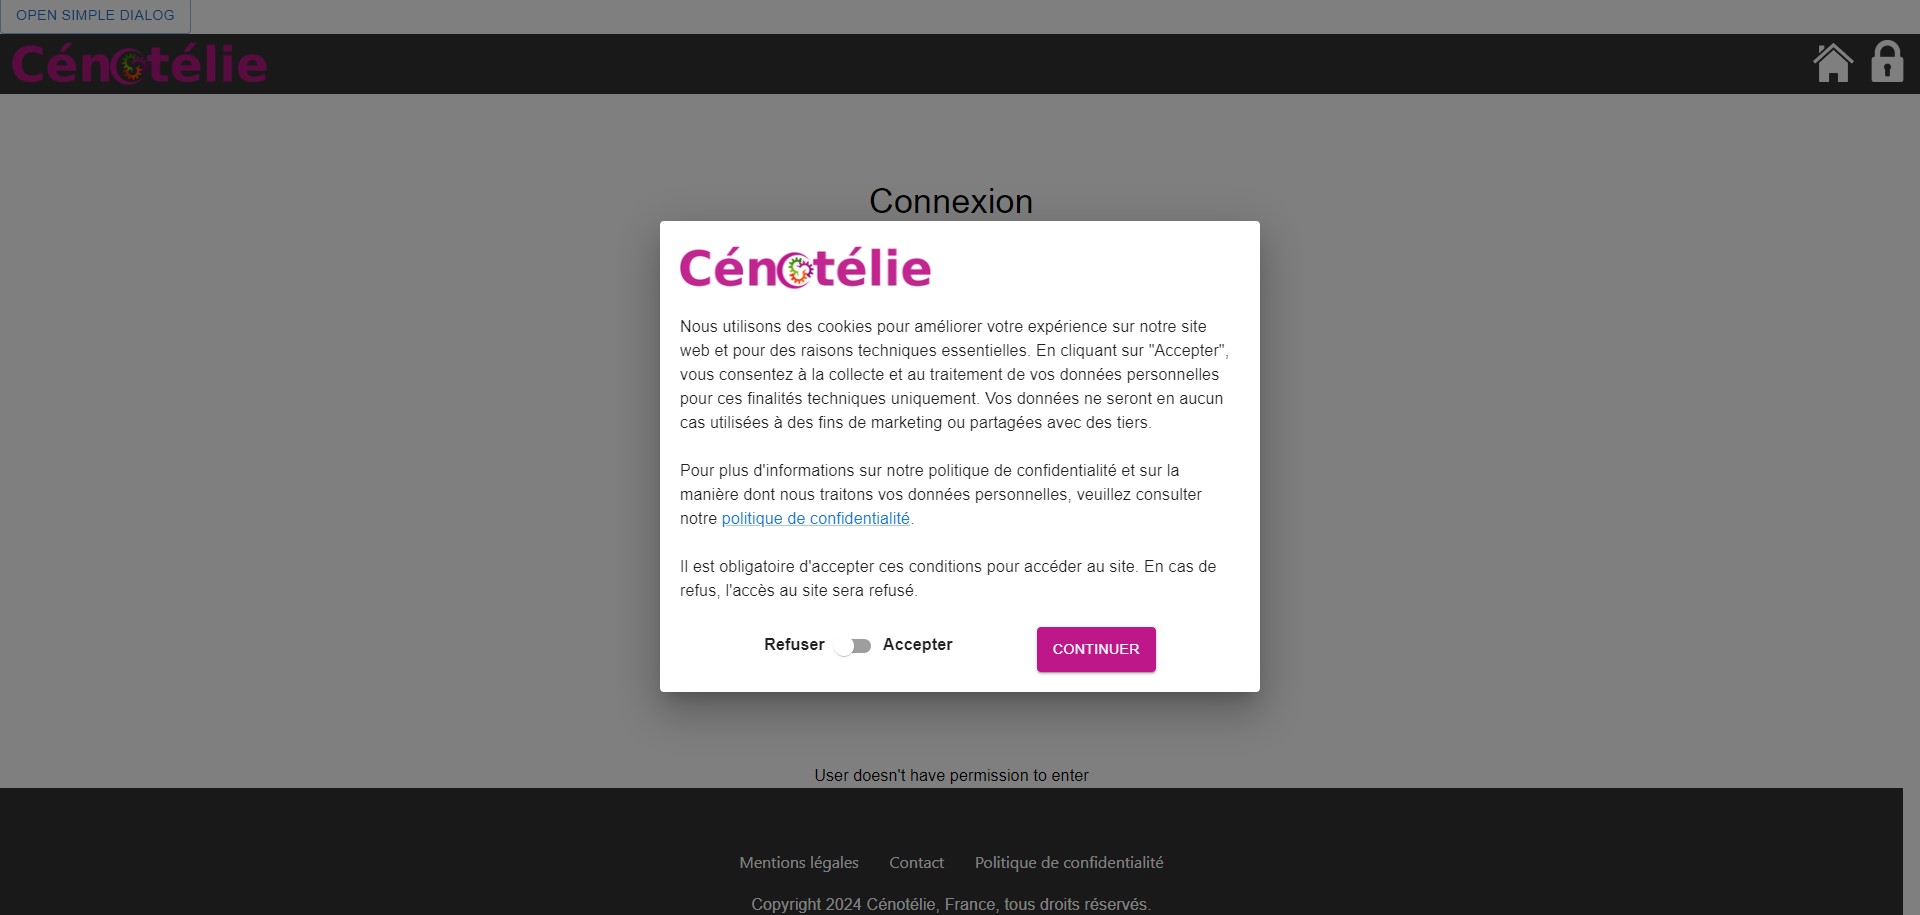 OPEN SIMPLE DIALOG
Cénotélie
Connexion
Cénotélie
Nous utilisons des cookies pour améliorer votre expérience sur notre site
web et pour des raisons techniques essentielles. En cliquant sur "Accepter",
vous consentez à la collecte et au traitement de vos données personnelles
pour ces finalités techniques uniquement. Vos données ne seront en aucun
cas utilisées à des fins de marketing ou partagées avec des tiers.
Pour plus d'informations sur notre politique de confidentialité et sur la
manière dont nous traitons vos données personnelles, veuillez consulter
notre politique de confidentialité.
Il est obligatoire d'accepter ces conditions pour accéder au site. En cas de
refus, l'accès au site sera refusé.
Refuser Accepter CONTINUER
User doesn't have permission to enter
Mentions légales Contact Politique de confidentialité
Copyright 2024 Cénotélie, France, tous droits réservés.